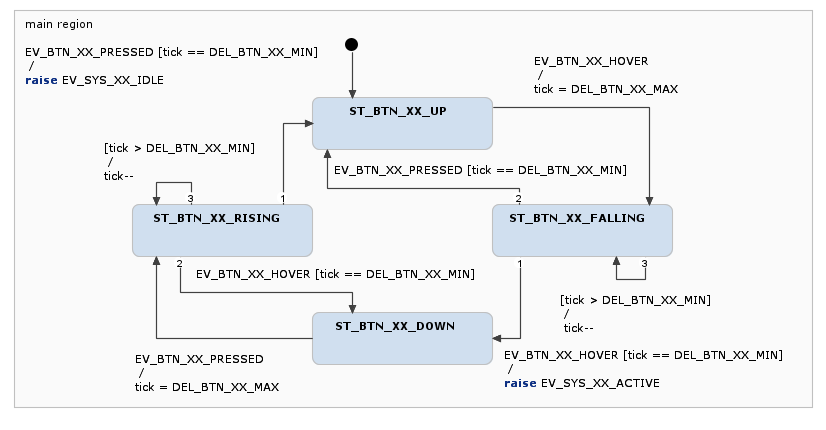 main region
EV_BTN_XX_PRESSED [tick == DEL_BTN_XX_MIN]
/
raise EV_SYS_XX_IDLE
EV_BTN_XX_HOVER
/
tick = DEL_BTN_XX_MAX
ST_BTN_XX_UP
[tick > DEL_BTN_XX_MIN]
/
tick--
EV_BTN_XX_PRESSED [tick == DEL_BTN_XX_MIN]
3
1
2
ST_BTN_XX_RISING
ST_BTN_XX_FALLING
2
1
3
EV_BTN_XX_HOVER [tick == DEL_BTN_XX_MIN]
[tick > DEL_BTN_XX_MIN]
/
tick--
ST_BTN_XX_DOWN
EV_BTN_XX_PRESSED
/
tick = DEL_BTN_XX_MAX
EV_BTN_XX_HOVER [tick == DEL_BTN_XX_MIN]
/
raise EV_SYS_XX_ACTIVE